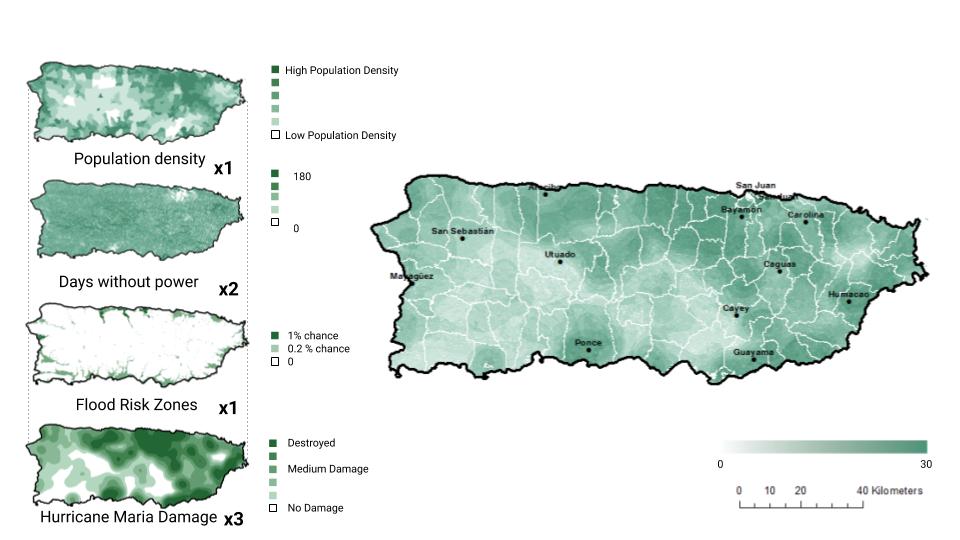 High Population Density
Low Population Density
Population density x1
180
0
Days without power x2
1% chance
0.2 % chance
0
Flood Risk Zones x1
Destroyed
Medium Damage
No Damage
Hurricane Maria Damage x3
San Juan
Bayamón
Carolina
San Sebastián
Utuado
Caguas
Mayagüez
Humacao
Cayey
Ponce
Guayama
0 30
0 10 20 40 Kilometers